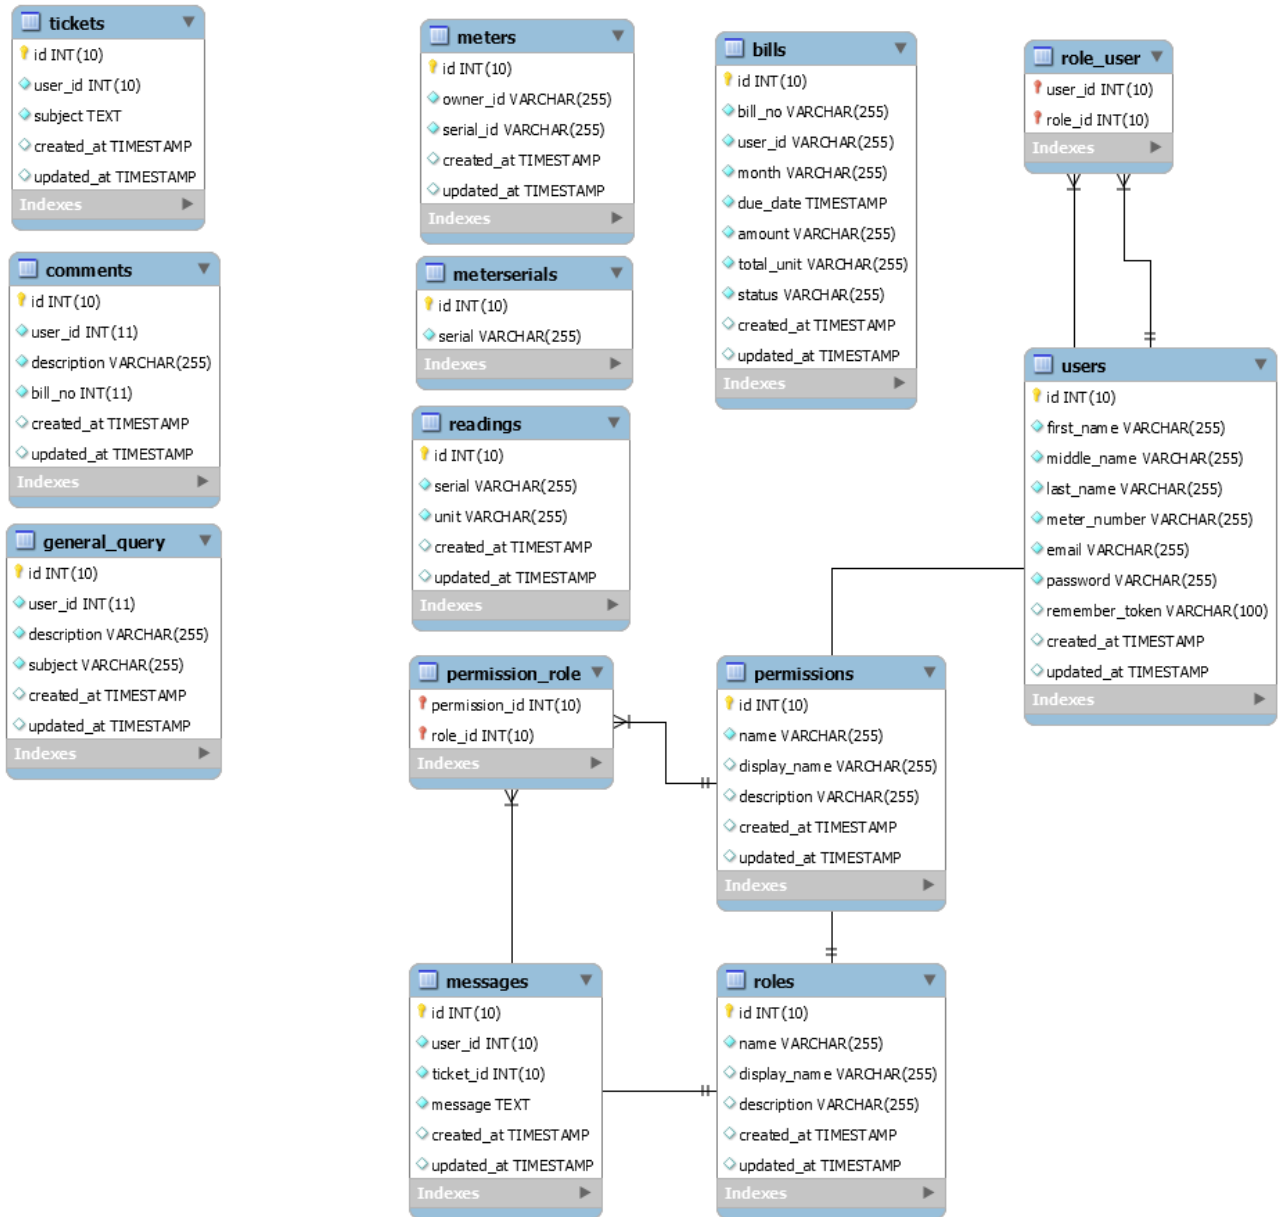 tickets
id INT(10)
user_id INT(10)
subject TEXT
created_at TIMESTAMP
updated_at TIMESTAMP
Indexes
comments
id INT(10)
user_id INT(11)
description VARCHAR(255)
bill_no INT(11)
created_at TIMESTAMP
updated_at TIMESTAMP
Indexes
general_query
id INT(10)
user_id INT(11)
description VARCHAR(255)
subject VARCHAR(255)
created_at TIMESTAMP
updated_at TIMESTAMP
Indexes
meters
id INT(10)
owner_id VARCHAR(255)
serial_id VARCHAR(255)
created_at TIMESTAMP
updated_at TIMESTAMP
Indexes
meterserials
id INT(10)
serial VARCHAR(255)
Indexes
readings
id INT(10)
serial VARCHAR(255)
unit VARCHAR(255)
created_at TIMESTAMP
updated_at TIMESTAMP
Indexes
permission_role
permission_id INT(10)
role_id INT(10)
Indexes
messages
id INT(10)
user_id INT(10)
ticket_id INT(10)
message TEXT
created_at TIMESTAMP
updated_at TIMESTAMP
Indexes
bills
id INT(10)
bill_no VARCHAR(255)
user_id VARCHAR(255)
month VARCHAR(255)
due_date TIMESTAMP
amount VARCHAR(255)
total_unit VARCHAR(255)
status VARCHAR(255)
created_at TIMESTAMP
updated_at TIMESTAMP
Indexes
permissions
id INT(10)
name VARCHAR(255)
display_name VARCHAR(255)
description VARCHAR(255)
created_at TIMESTAMP
updated_at TIMESTAMP
Indexes
roles
id INT(10)
name VARCHAR(255)
display_name VARCHAR(255)
description VARCHAR(255)
created_at TIMESTAMP
updated_at TIMESTAMP
Indexes
role_user
user_id INT(10)
role_id INT(10)
Indexes
users
id INT(10)
first_name VARCHAR(255)
middle_name VARCHAR(255)
last_name VARCHAR(255)
meter_number VARCHAR(255)
email VARCHAR(255)
password VARCHAR(255)
remember_token VARCHAR(100)
created_at TIMESTAMP
updated_at TIMESTAMP
Indexes